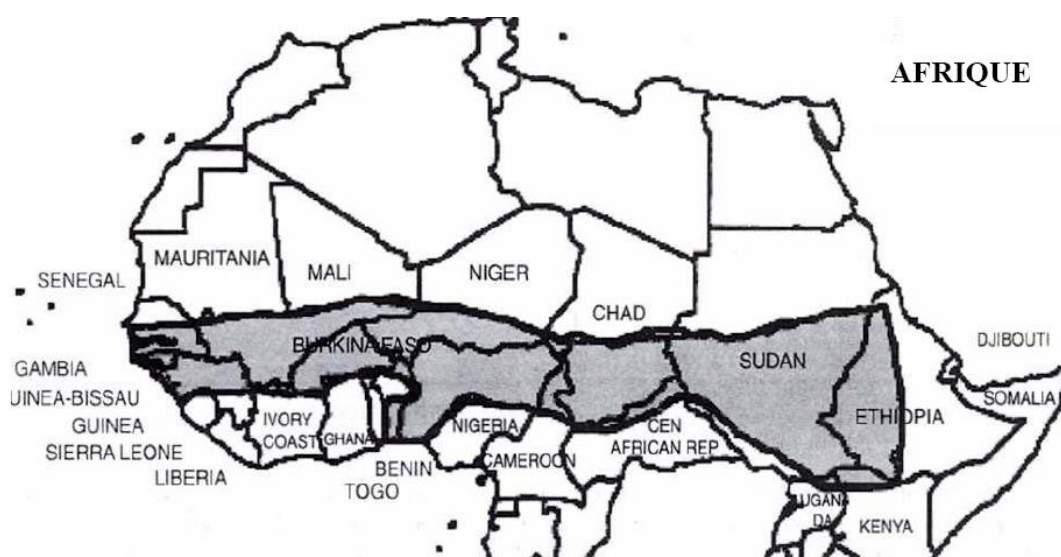 AFRIQUE
MAURITANIA
SENEGAL
MALI
NIGER
CHAD
BURKINA FASO
SUDAN
DJIBOUTI
GAMBIA
SOMALIA
UINEA-BISSAU
GUINEA
IVORY
COAST
GHANA
NIGERIA
CEN
AFRICAN REP
ETHIOPIA
SIERRA LEONE
LIBERIA
BENIN
TOGO
CAMEROON
UGAN
DA
KENYA